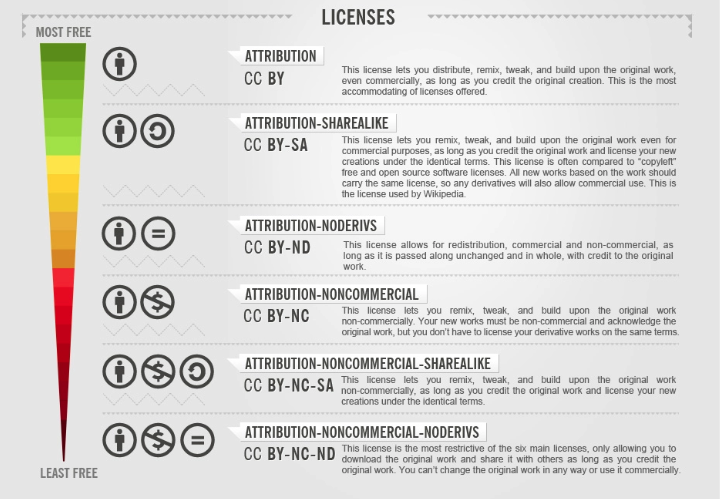 LICENSES
MOST FREE
ATTRIBUTION
CC BY
This license lets you distribute, remix, tweak, and build upon the original work,
even commercially, as long as you credit the original creation. This is the most
accommodating of licenses offered.
ATTRIBUTION-SHAREALIKE
CC BY-SA
This license lets you remix, tweak, and build upon the original work even for
commercial purposes, as long as you credit the original work and license your new
creations under the identical terms. This license is often compared to “copyleft”
free and open source software licenses. All new works based on the work should
carry the same license, so any derivatives will also allow commercial use. This is
the license used by Wikipedia.
ATTRIBUTION-NODERIVS
CC BY-ND
This license allows for redistribution, commercial and non-commercial, as
long as it is passed along unchanged and in whole, with credit to the original
work.
ATTRIBUTION-NONCOMMERCIAL
CC BY-NC
This license lets you remix, tweak, and build upon the original work
non-commercially. Your new works must be non-commercial and acknowledge the
original work, but you don’t have to license your derivative works on the same terms.
ATTRIBUTION-NONCOMMERCIAL-SHAREALIKE
CC BY-NC-SA
This license lets you remix, tweak, and build upon the original work
non-commercially, as long as you credit the original work and license your new
creations under the identical terms.
ATTRIBUTION-NONCOMMERCIAL-NODERIVS
CC BY-NC-ND
This license is the most restrictive of the six main licenses, only allowing you to
download the original work and share it with others as long as you credit the
original work. You can’t change the original work in any way or use it commercially.
LEAST FREE